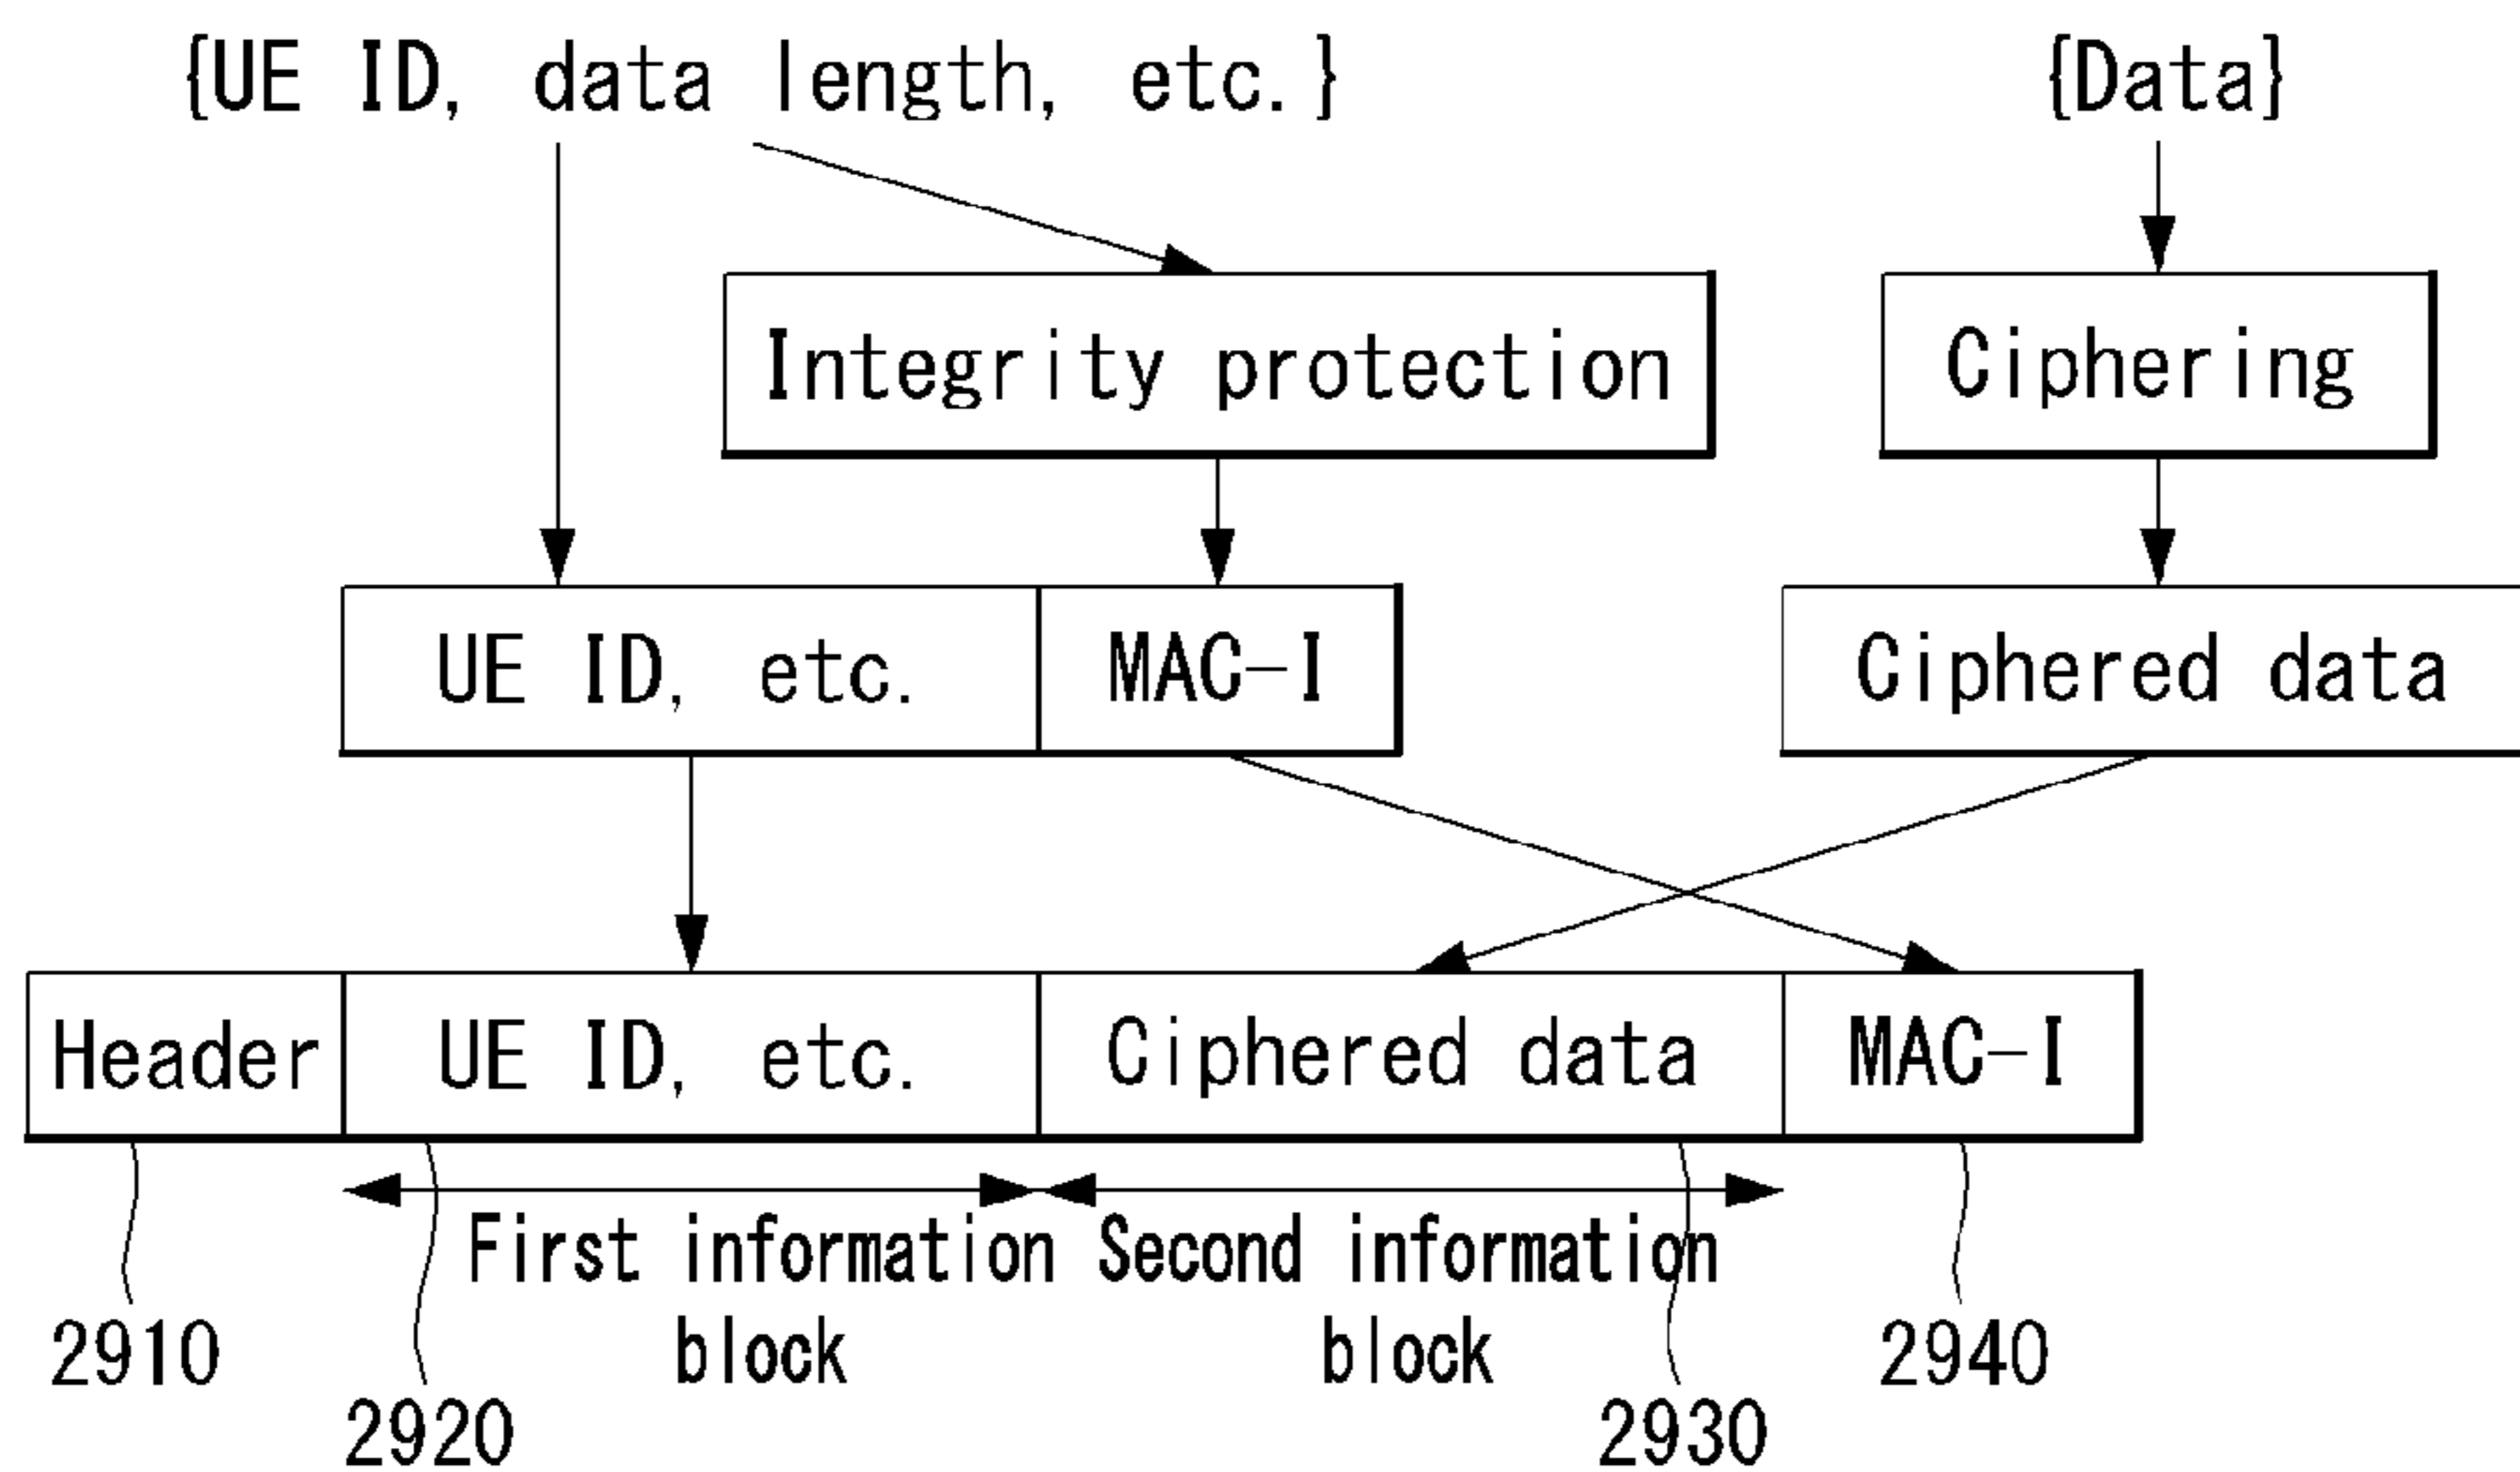 {UE ID, data length, etc.} {Data}
Integrity protection Ciphering
UE ID, etc. MAC-I Ciphered data
Header UE ID, etc. Ciphered data MAC-I
First information Second information
block block
2910 2940
2920 2930